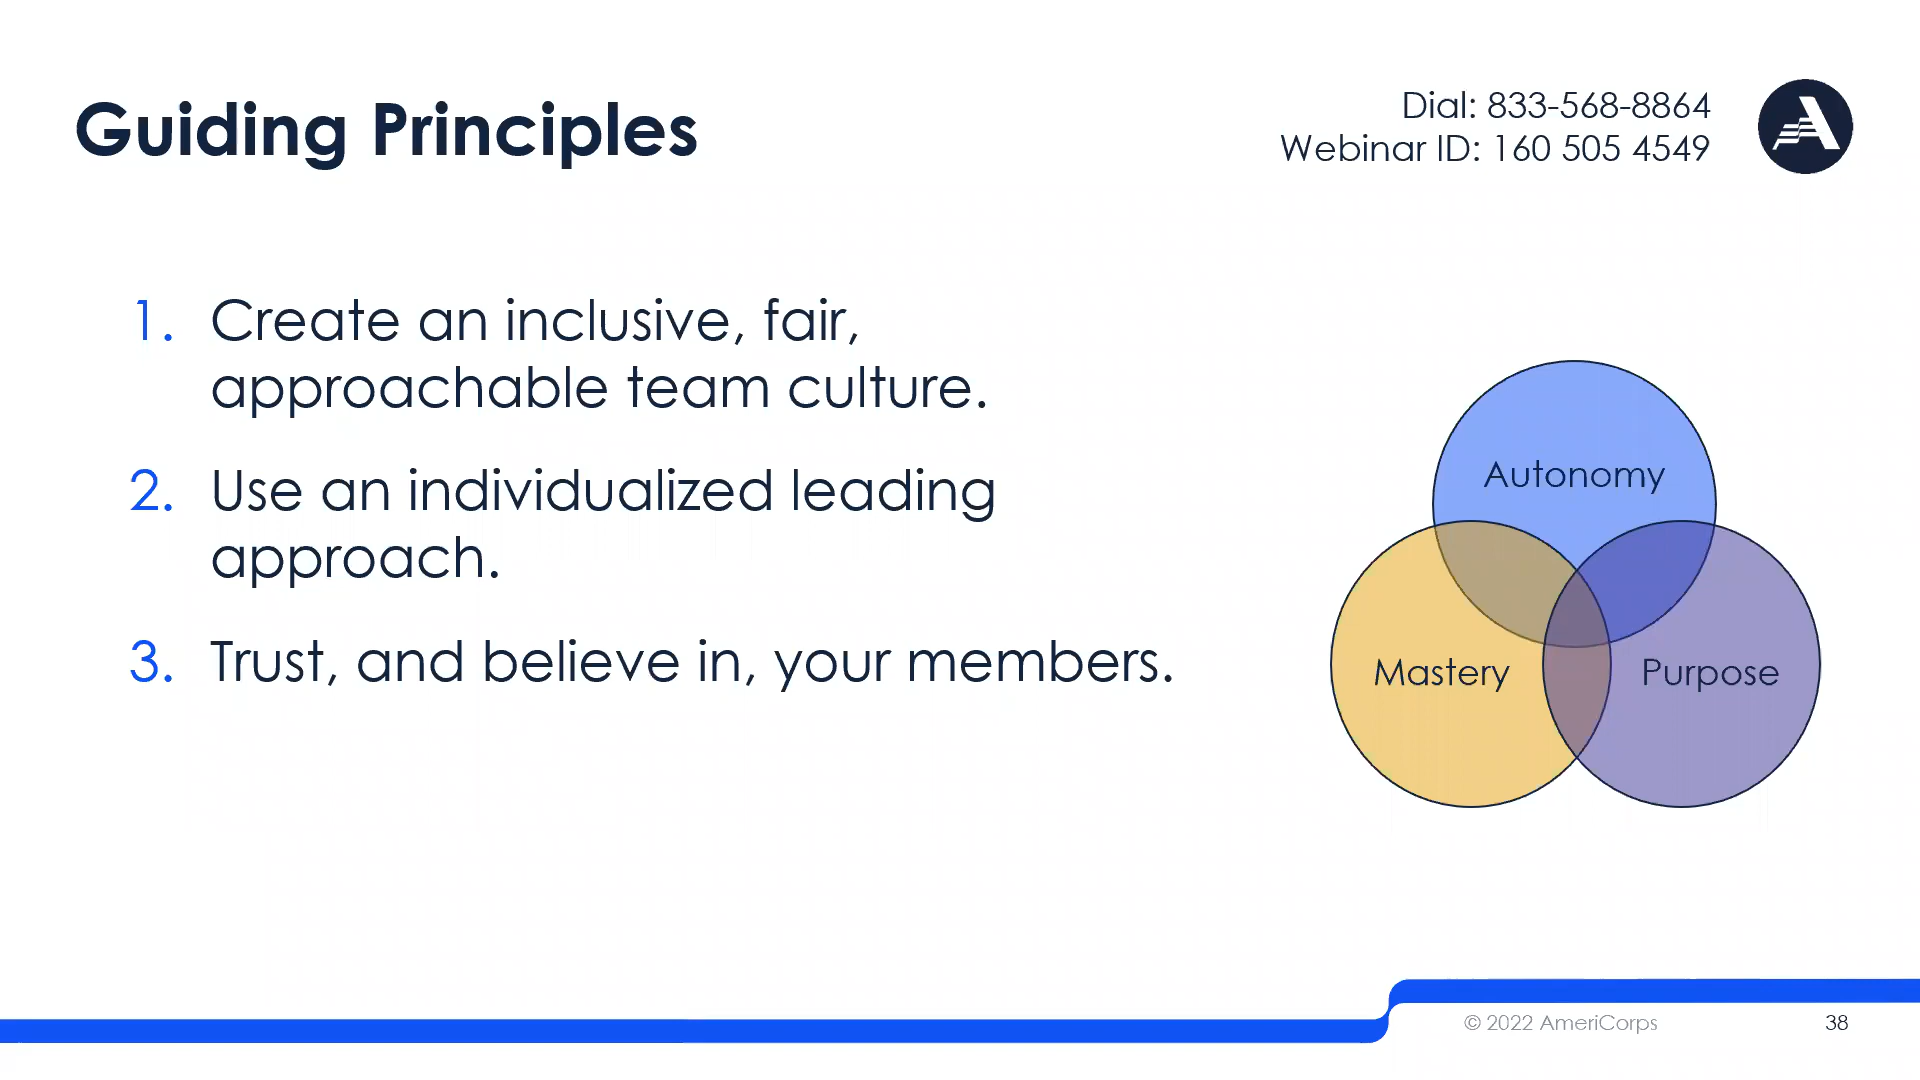 Guiding Principles
Dial: 833-568-8864
Webinar ID: 160 505 4549
1. Create an inclusive, fair,
approachable team culture.
2. Use an individualized leading
approach.
3. Trust, and believe in, your members.
Autonomy
Mastery
Purpose
© 2022 AmeriCorps
38